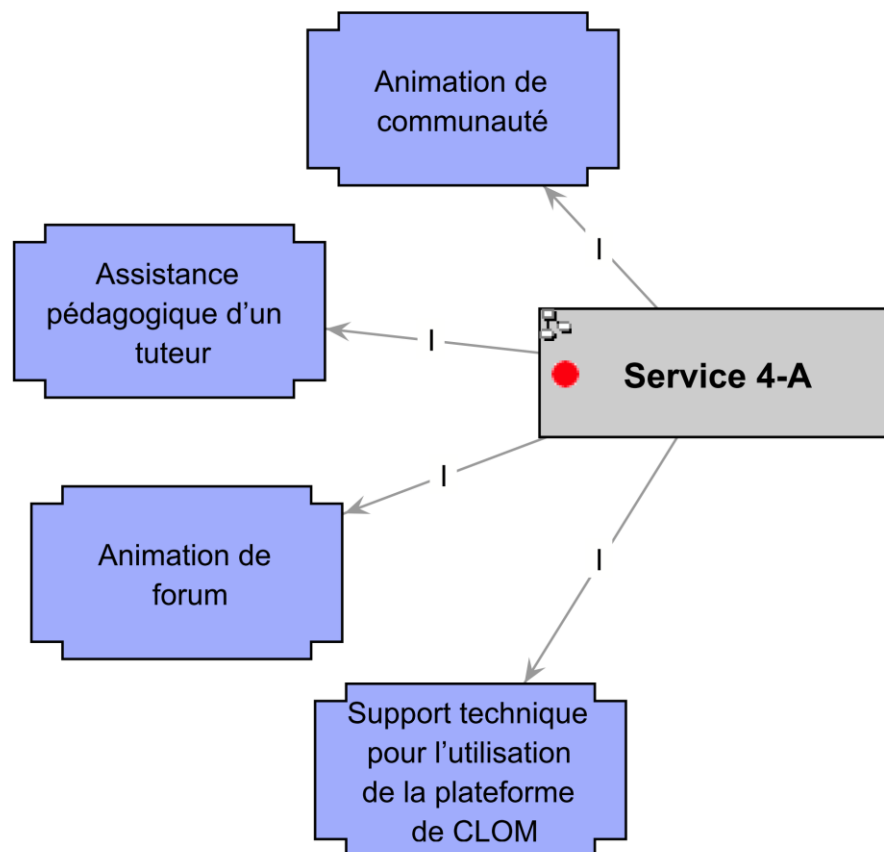 Animation de
communauté
I
Assistance
pédagogique d'un
tuteur
I
Service 4-A
I
Animation de
forum
I
Support technique
pour l'utilisation
de la plateforme
de CLOM